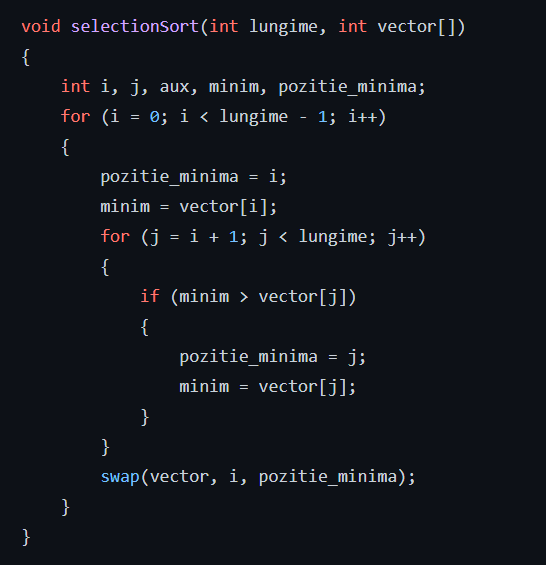 void selectionSort(int lungime, int vector[])
{
    int i, j, aux, minim, pozitie_minima;
    for (i = 0; i < lungime - 1; i++)
    {
        pozitie_minima = i;
        minim = vector[i];
        for (j = i + 1; j < lungime; j++)
        {
            if (minim > vector[j])
            {
                pozitie_minima = j;
                minim = vector[j];
            }
        }
        swap(vector, i, pozitie_minima);
    }
}